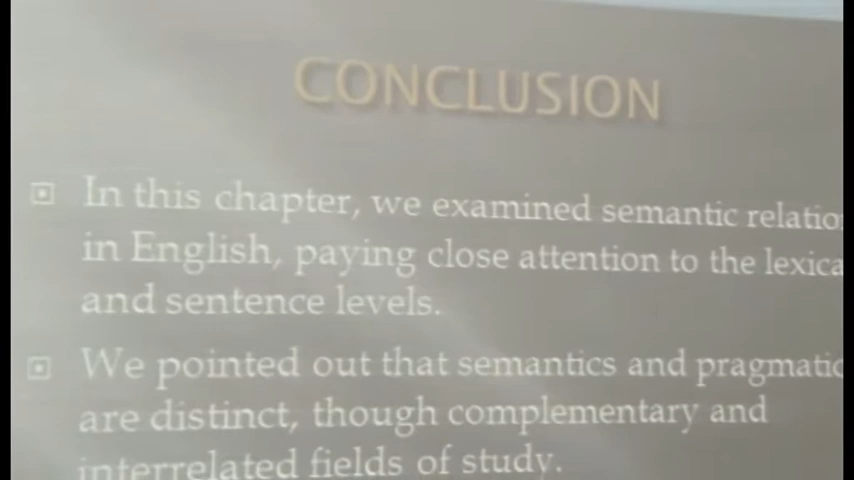 CONCLUSION
In this chapter, we examined semantic relatio
in English, paying close attention to the lexica
and sentence levels.
We pointed out that semantics and pragmatic
are distinct, though complementary and
interrelated fields of study.